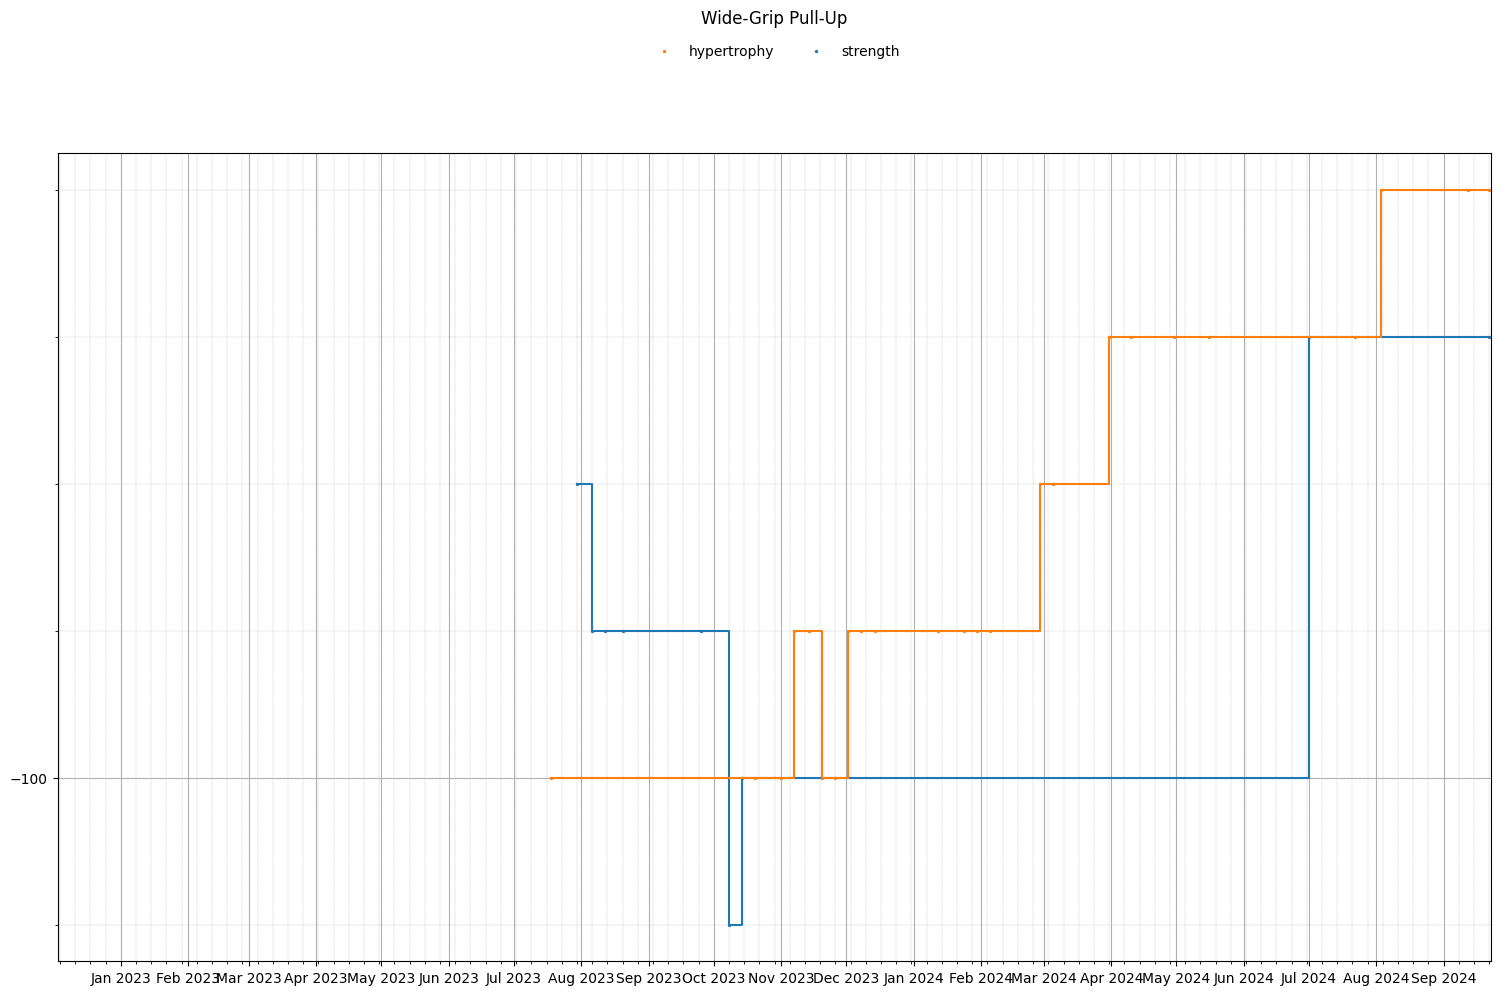 Wide-Grip Pull-Up
hypertrophy strength
−100
Jan 2023 Feb 2023 Mar 2023 Apr 2023 May 2023 Jun 2023 Jul 2023 Aug 2023 Sep 2023 Oct 2023 Nov 2023 Dec 2023 Jan 2024 Feb 2024 Mar 2024 Apr 2024 May 2024 Jun 2024 Jul 2024 Aug 2024 Sep 2024